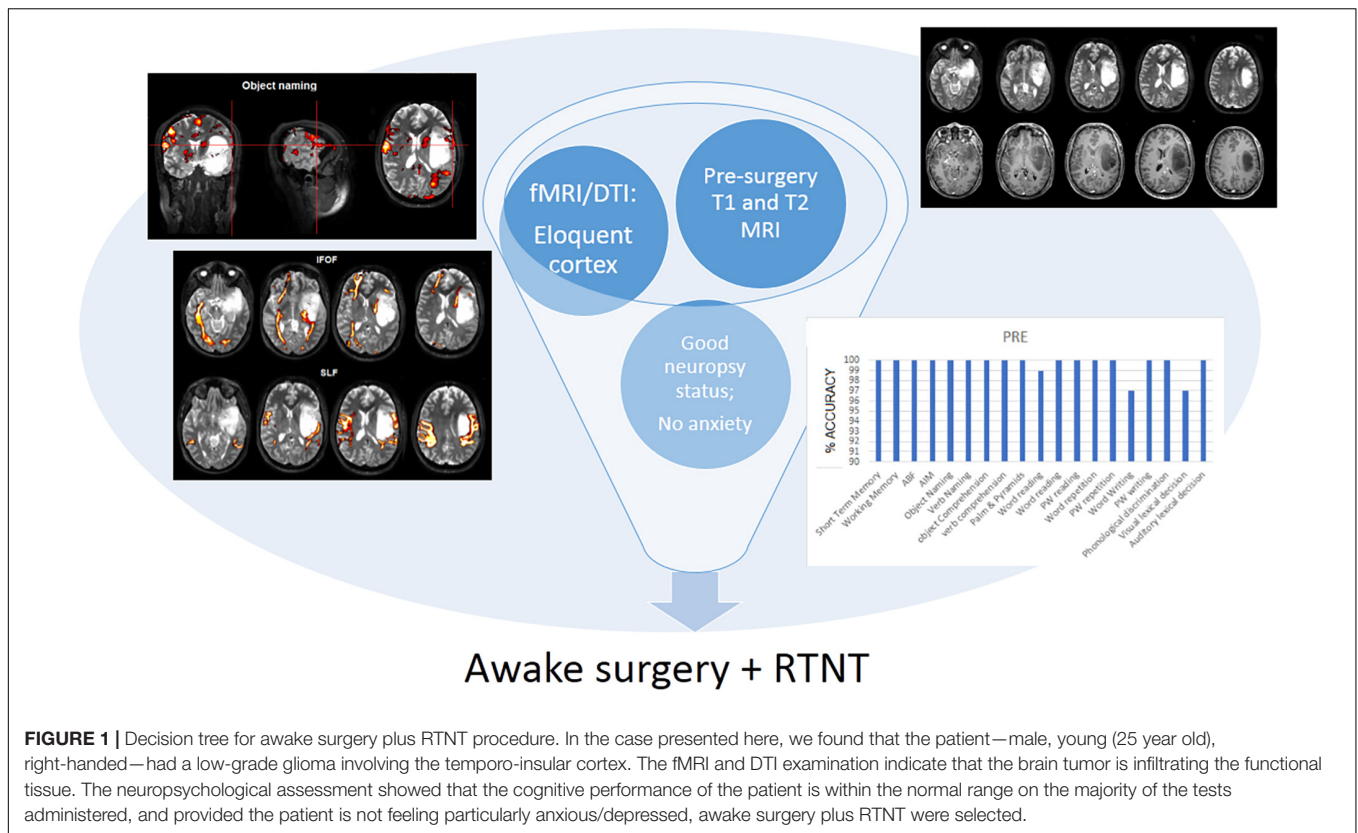 Object naming
IFOF
SLF
fMRI/DTI:
Eloquent
cortex
Pre-surgery
T1 and T2
MRI
Good
neuropsy
status;
No anxiety
PRE
% ACCURACY
100
99
98
97
96
95
94
93
92
91
90
Short Term Memory
Working Memory
ABF
AIM
Object Naming
Verb Naming
object Comprehension
verb comprehension
Palm & Pyramids
Word reading
Word reading
PW reading
Word repetition
PW repetition
Word Writing
PW writing
Phonological discrimination
Visual lexical decision
Auditory lexical decision
Awake surgery + RTNT
FIGURE 1 | Decision tree for awake surgery plus RTNT procedure. In the case presented here, we found that the patient—male, young (25 year old),
right-handed—had a low-grade glioma involving the temporo-insular cortex. The fMRI and DTI examination indicate that the brain tumor is infiltrating the functional
tissue. The neuropsychological assessment showed that the cognitive performance of the patient is within the normal range on the majority of the tests
administered, and provided the patient is not feeling particularly anxious/depressed, awake surgery plus RTNT were selected.